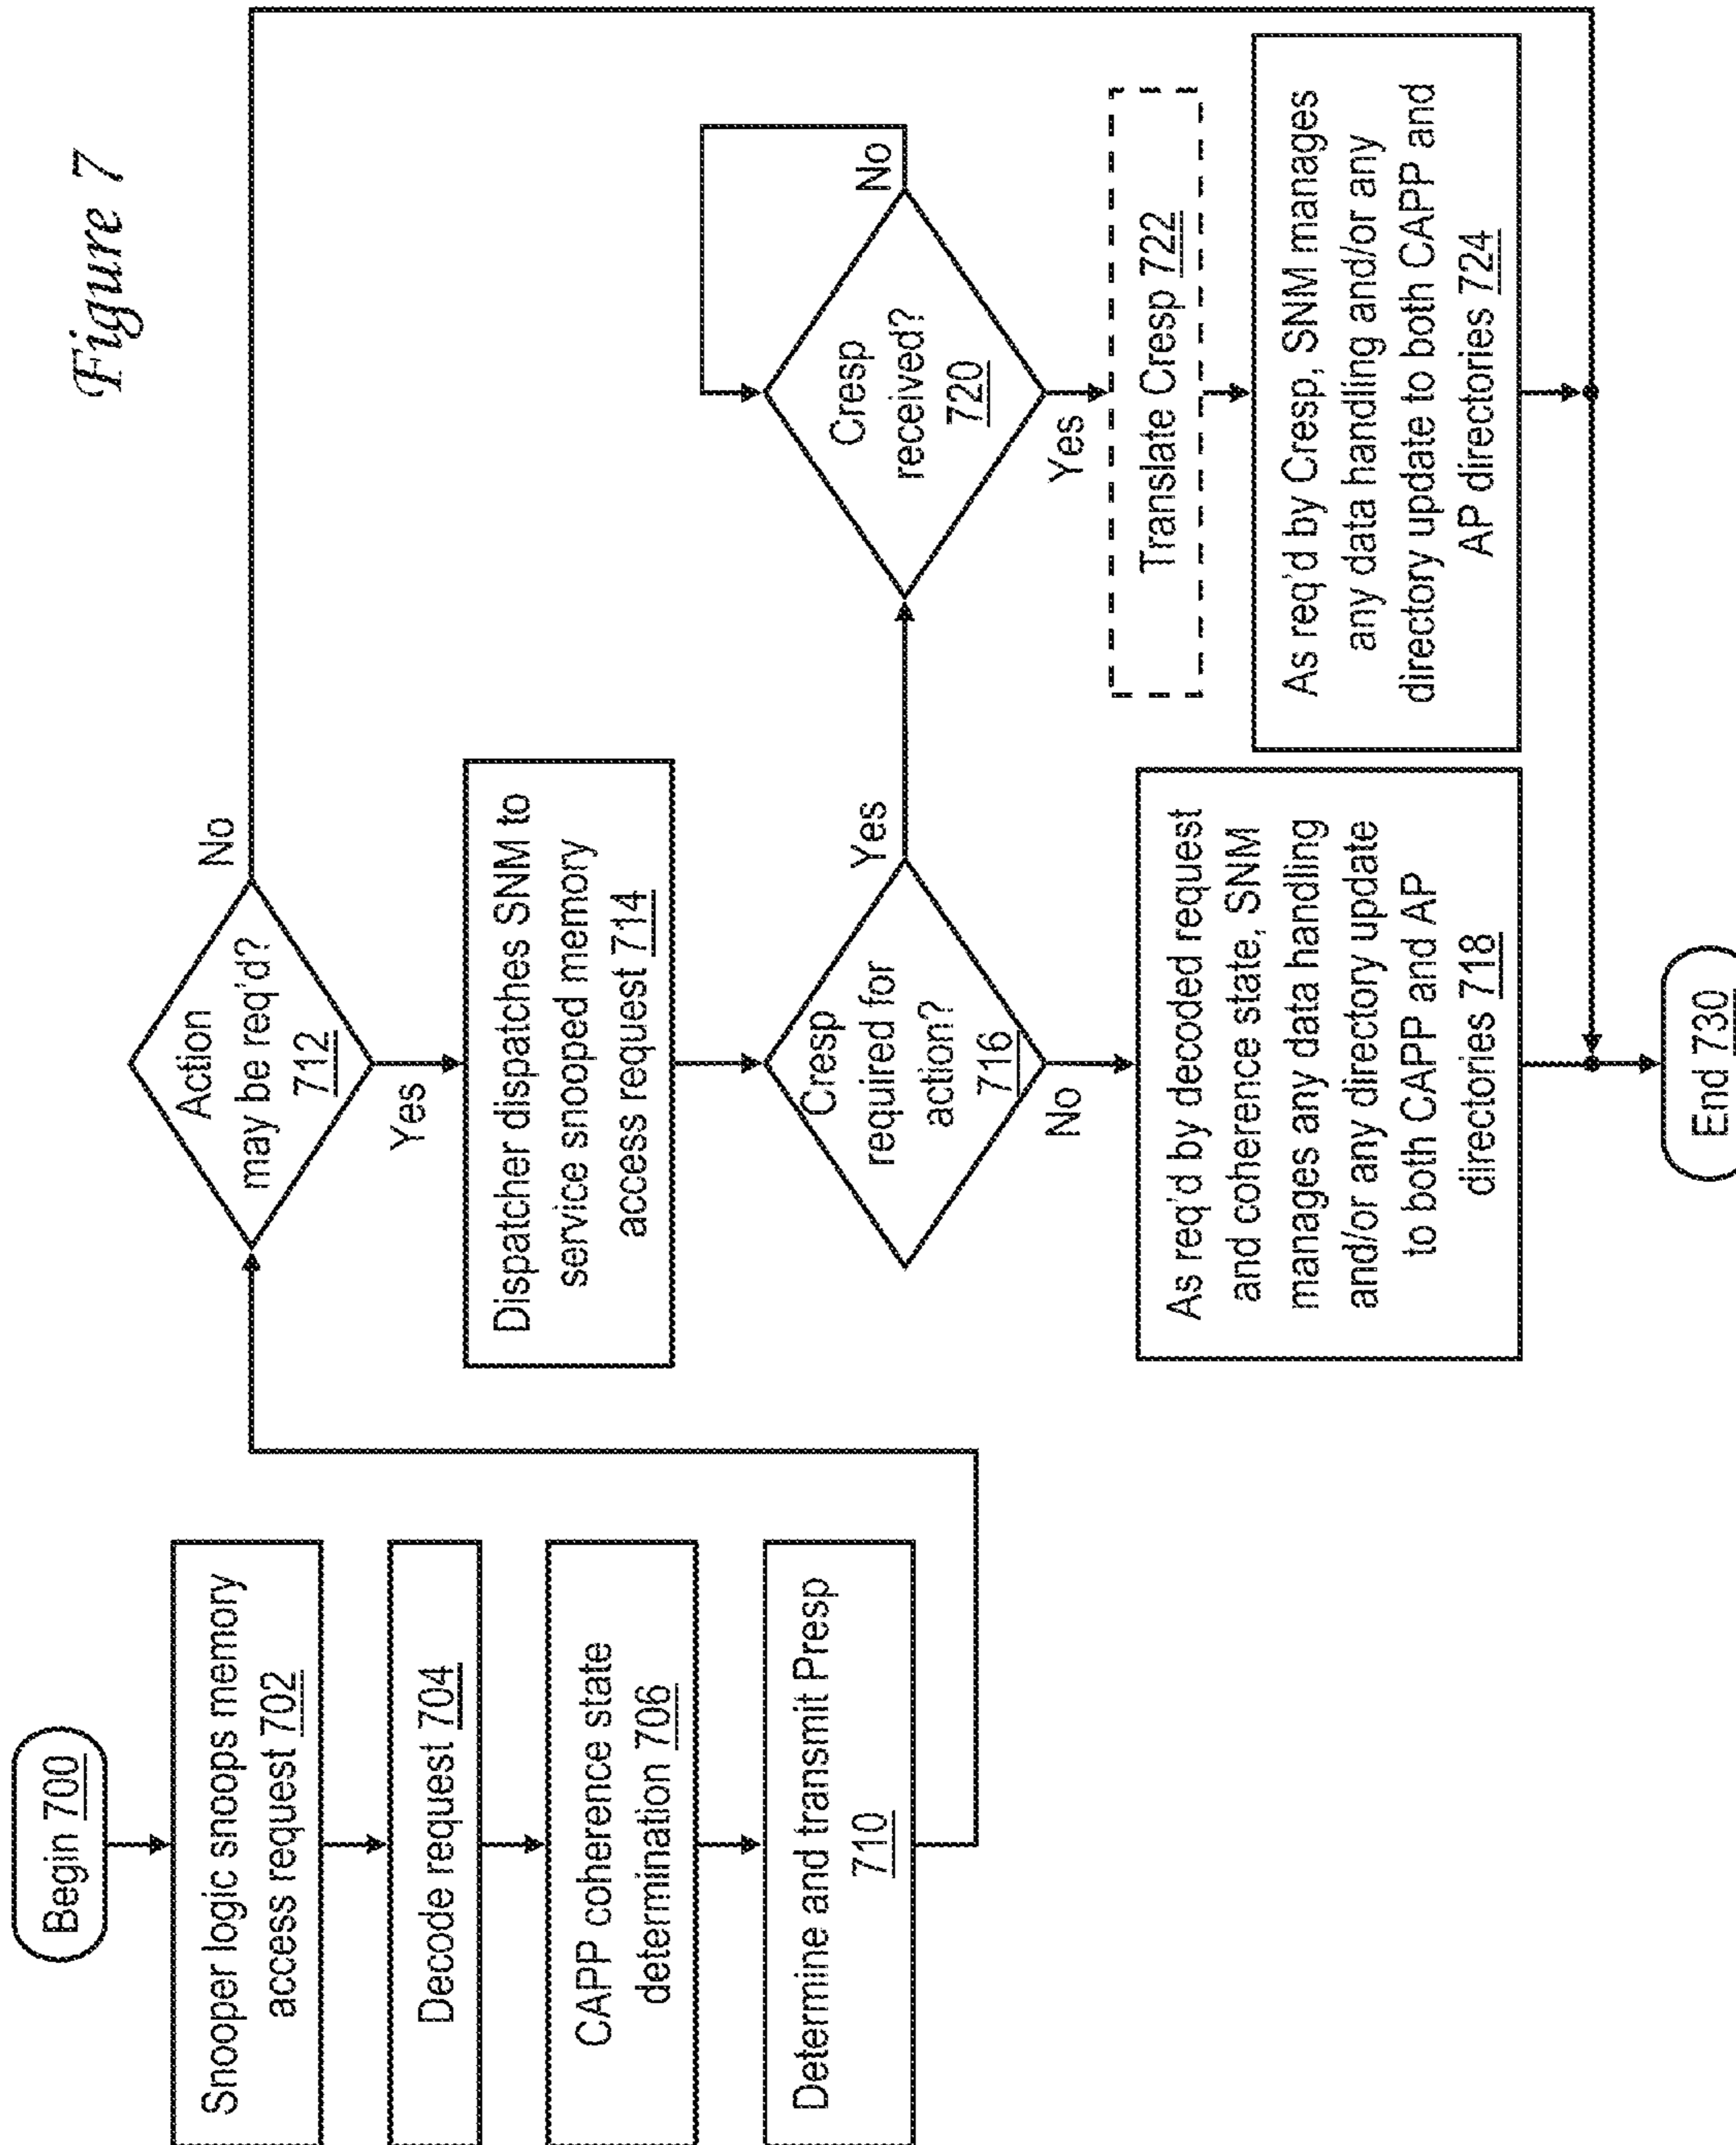 Figure 7
Begin 700
Snooper logic snoops memory
access request 702
Decode request 704
CAPP coherence state
determination 706
Determine and transmit Presp
710
Action
may be req'd?
712
No
Yes
Dispatcher dispatches SNM to
service snooped memory
access request 714
Cresp
required for
action?
716
Yes
No
As req'd by decoded request
and coherence state, SNM
manages any data handling
and/or any directory update
to both CAPP and AP
directories 718
Cresp
received?
720
No
Yes
Translate Cresp 722
As req'd by Cresp, SNM manages
any data handling and/or any
directory update to both CAPP and
AP directories 724
End 730